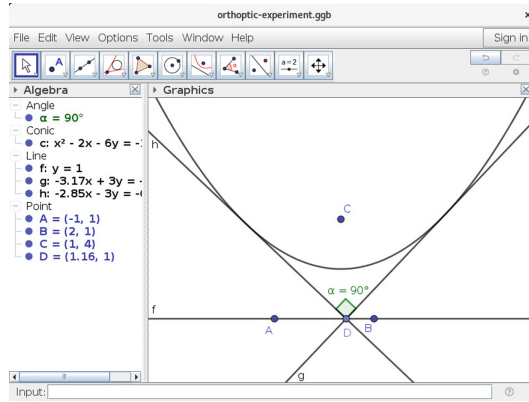 orthoptic-experiment.ggb
File Edit View Options Tools Window Help
Sign in
A
a=2
Algebra
Graphics
Angle
α = 90°
Conic
c: x² - 2x - 6y =
Line
f: y = 1
g: -3.17x + 3y =
h: -2.85x - 3y =
Point
A = (-1, 1)
B = (2, 1)
C = (1, 4)
D = (1.16, 1)
h
C
α = 90°
f
A
D
B
g
Input: